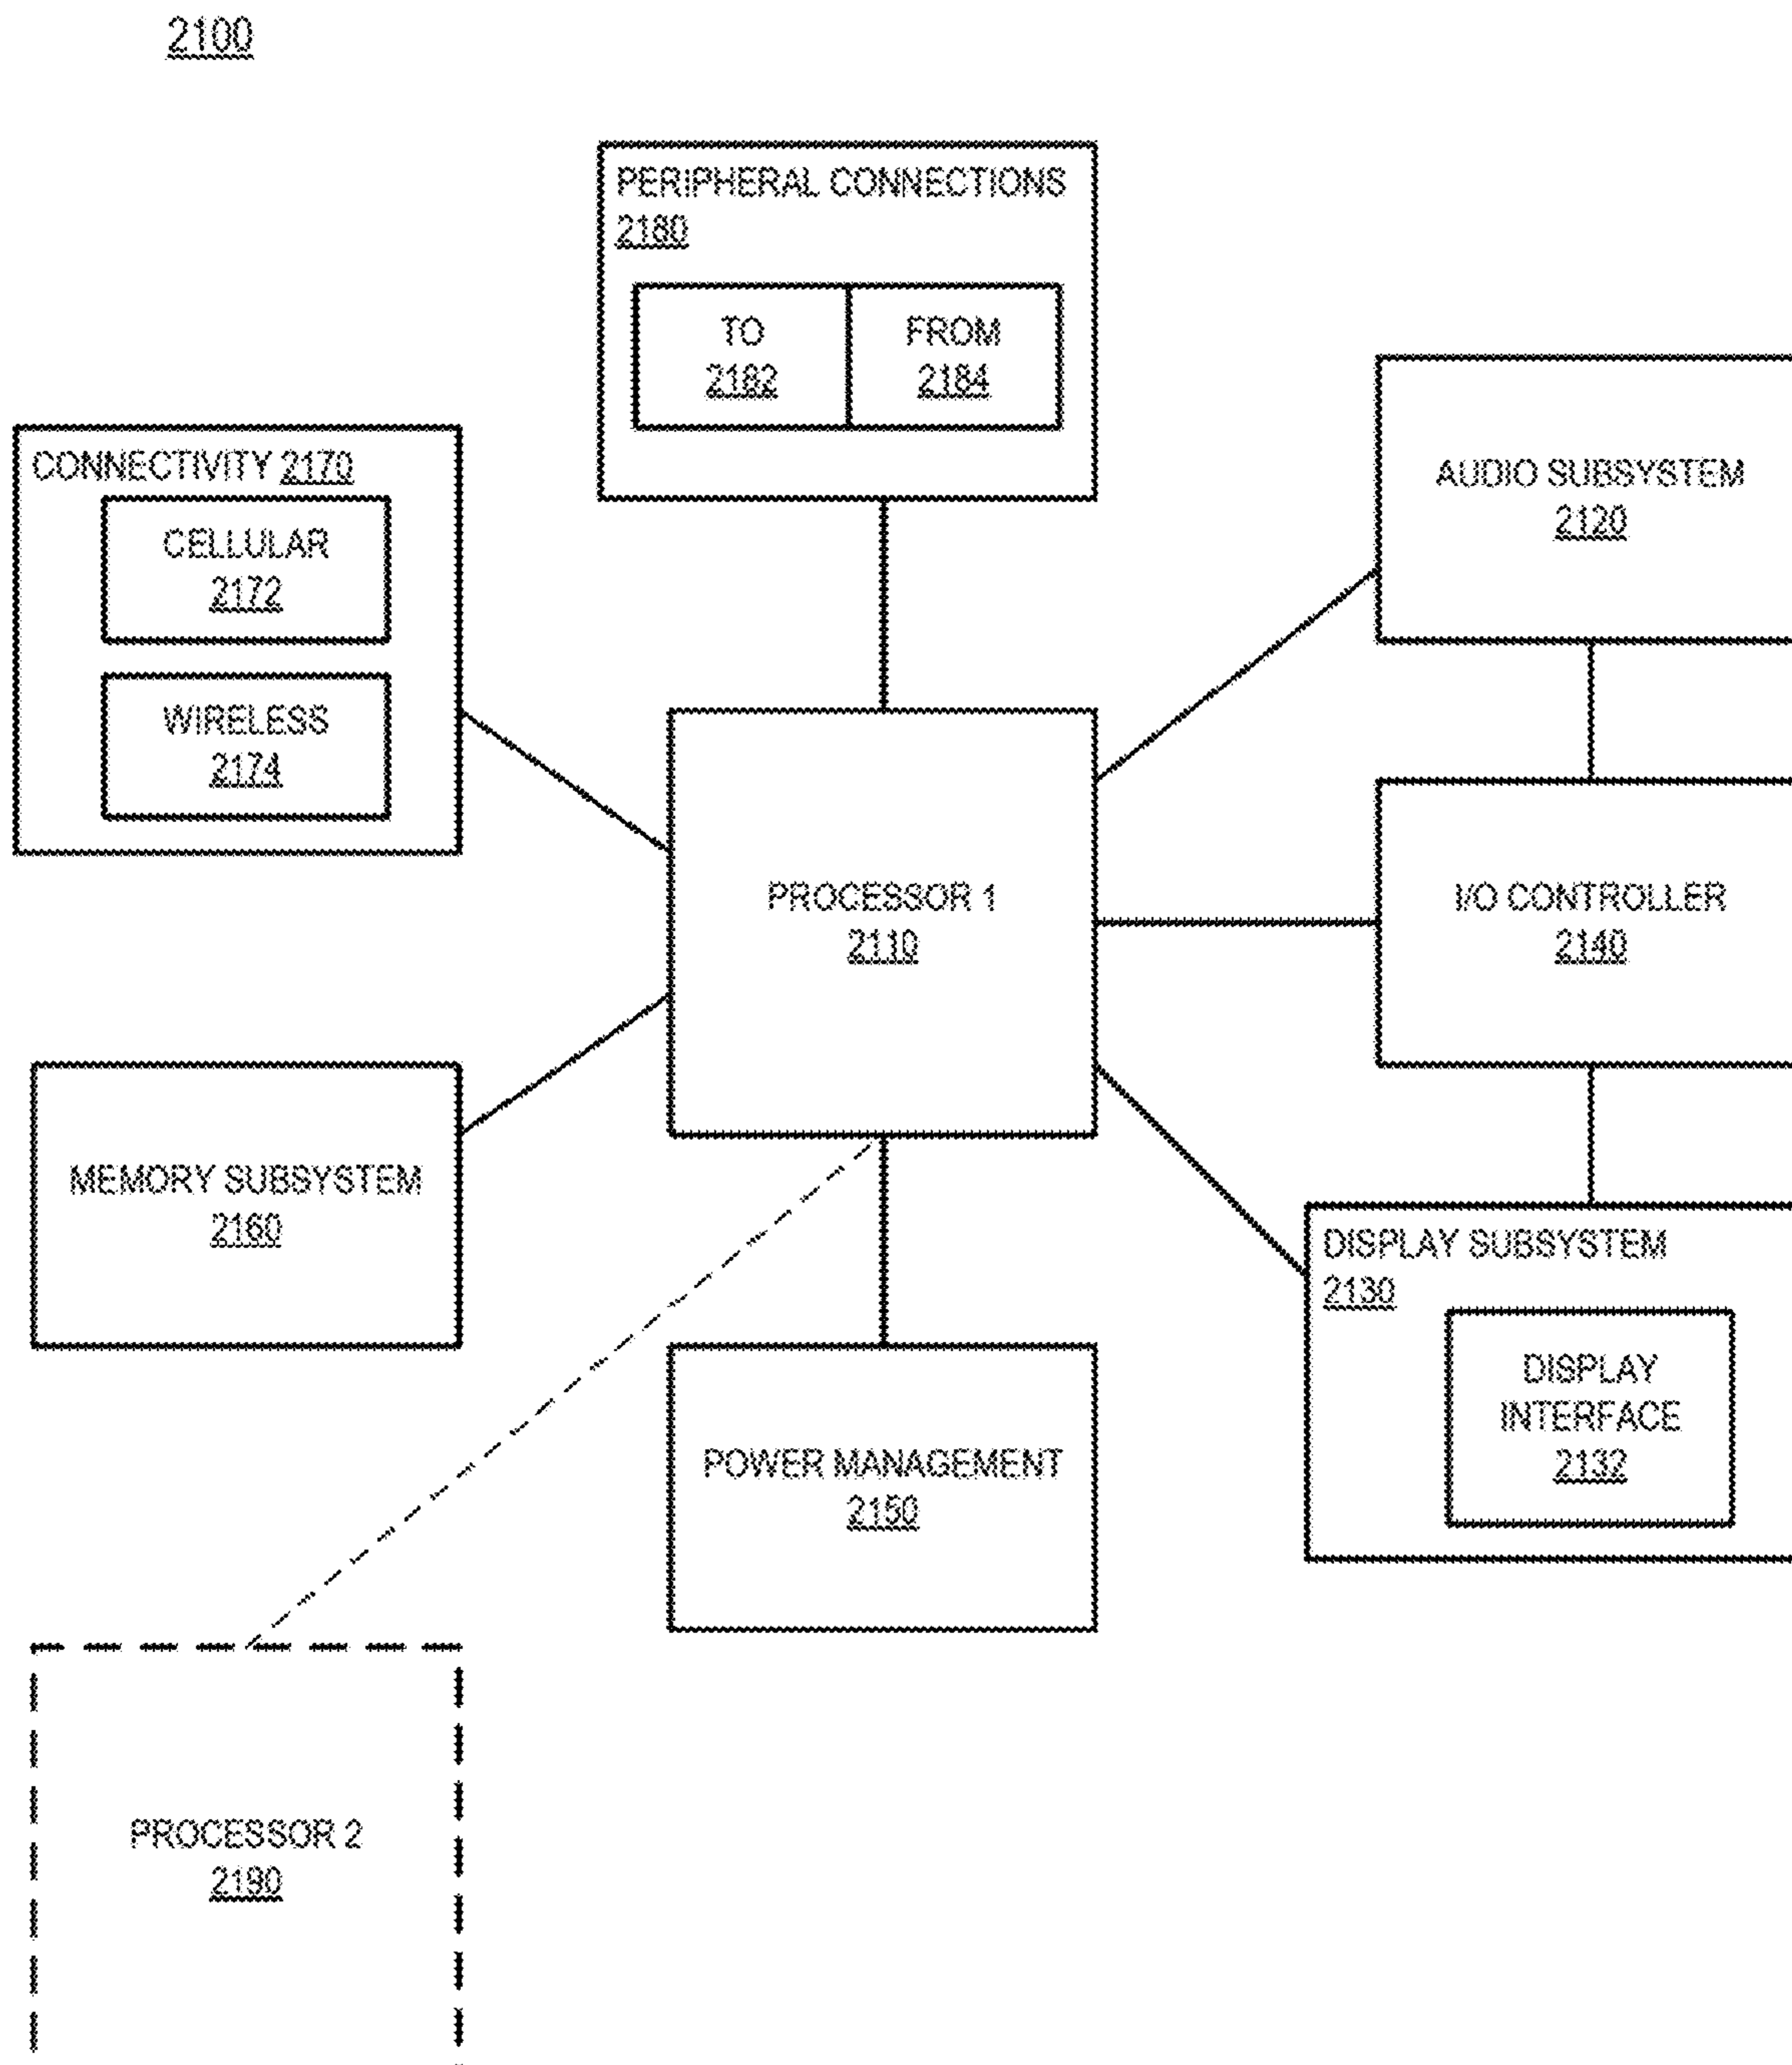 2100
PERIPHERAL CONNECTIONS
2180
TO
2182
FROM
2184
CONNECTIVITY 2170
CELLULAR
2172
WIRELESS
2174
AUDIO SUBSYSTEM
2120
PROCESSOR 1
2110
I/O CONTROLLER
2140
MEMORY SUBSYSTEM
2160
DISPLAY SUBSYSTEM
2130
DISPLAY
INTERFACE
2132
POWER MANAGEMENT
2150
PROCESSOR 2
2190